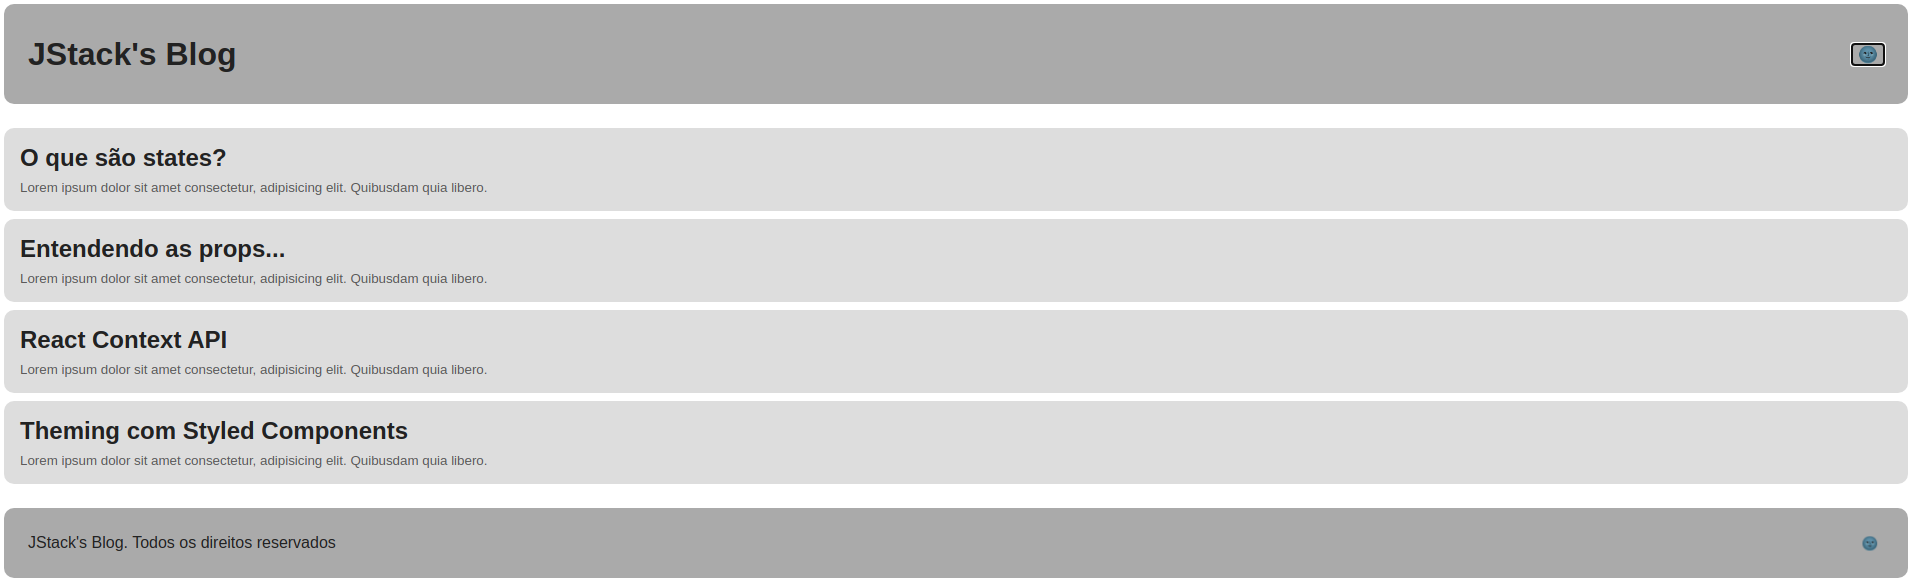 JStack's Blog
🌚
O que são states?
Lorem ipsum dolor sit amet consectetur, adipisicing elit. Quibusdam quia libero.
Entendendo as props...
Lorem ipsum dolor sit amet consectetur, adipisicing elit. Quibusdam quia libero.
React Context API
Lorem ipsum dolor sit amet consectetur, adipisicing elit. Quibusdam quia libero.
Theming com Styled Components
Lorem ipsum dolor sit amet consectetur, adipisicing elit. Quibusdam quia libero.
JStack's Blog. Todos os direitos reservados
🌚